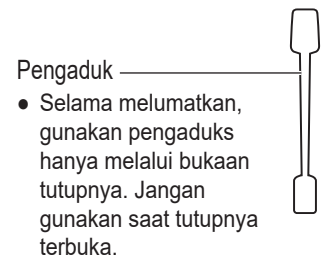 Pengaduk
● Selama melumatkan,
gunakan pengaduks
hanya melalui bukaan
tutupnya. Jangan
gunakan saat tutupnya
terbuka.